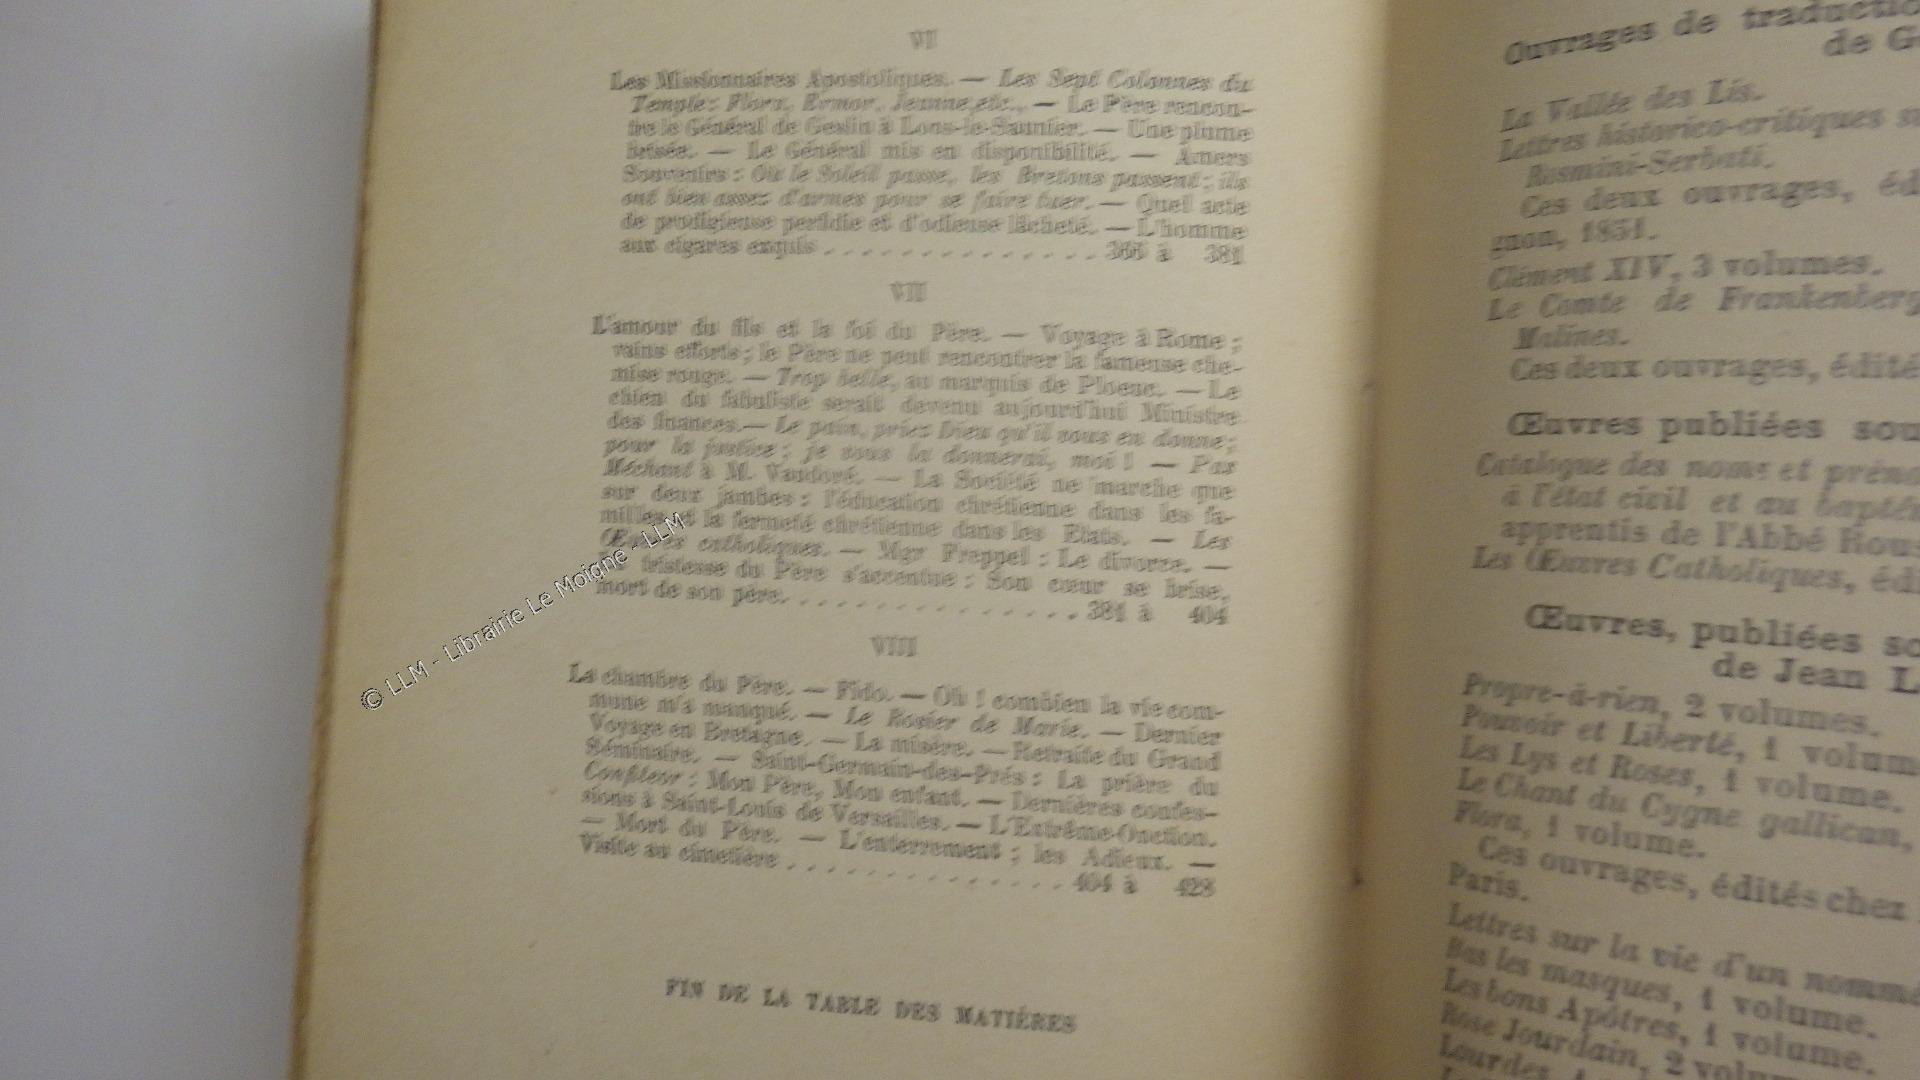 VI
Les Missionnaires Apostoliques. — Les Sept Colonnes du
Temple: Flora, Ermor, Jeanne, etc., — Le Père rencon-
tre le Général de Geslin à Lons-le-Saunier. — Une plume
brisée. — Le Général mis en disponibilité. — Amers
Souvenirs : Où le Soleil passe, les Bretons passent; ils
ont bien assez d'armes pour se faire tuer. — Quel acte
de prodigieuse perfidie et d'odieuse lâcheté. — L'homme
aux cigares exquis . . . . . . . . . . . . . . 366 à 381
VII
L'amour du fils et la foi du Père. — Voyage à Rome ;
vains efforts; le Père ne peut rencontrer la fameuse che-
mise rouge. — Trop belle, au marquis de Ploeuc. — Le
chien du fabuliste serait devenu aujourd'hui Ministre
des finances.— Le pain, priez Dieu qu'il vous en donne;
pour la justice; je vous la donnerai, moi ! — Pas
Méchant à M. Vaudoré. — La Société ne marche que
sur deux jambes : l'éducation chrétienne dans les fa-
milles et la fermeté chrétienne dans les Etats. — Les
Œuvres catholiques. — Mgr Freppel : Le divorce. —
La tristesse du Père s'accentue : Son cœur se brise,
mort de son père. . . . . . . . . . . . . . . 381 à 404
VIII
La chambre du Père. — Fido. — Oh ! combien la vie com-
mune m'a manqué. — Le Rosier de Marie. — Dernier
Voyage en Bretagne. — La misère. — Retraite du Grand
Séminaire. — Saint-Germain-des-Prés : La prière du
Confiteor : Mon Père, Mon enfant. — Dernières confes-
sions à Saint-Louis de Versailles. — L'Extrême-Onction.
— Mort du Père. — L'enterrement ; les Adieux. —
Visite au cimetière . . . . . . . . . . . . . . 404 à 428
FIN DE LA TABLE DES MATIÈRES
© LLM - Librairie Le Moigne - LLM
Ouvrages de
de
La Vallée des Lis.
Lettres historico-critiques
Rosmini-Serbati.
Ces deux ouvrages,
gnon, 1851.
Clément XIV, 3 volumes.
Le Comte de Frankenberg
Malines.
Ces deux ouvrages, édité
Œuvres publiées
Catalogue des noms et
à l'état civil et au
apprentis de l'Abbé
Les Œuvres Catholiques,
Œuvres, publiées
de Jean
Propre-à-rien, 2 volumes.
Pouvoir et Liberté, 1
Les Lys et Roses, 1 volume.
Le Chant du Cygne gallican,
Flora, 1 volume.
Ces ouvrages, édités chez
Paris.
Lettres sur la vie d'un nommé
Bas les masques, 1 volume.
Les bons Apôtres, 1 volume.
Rose Jourdain, 2
Lourdes